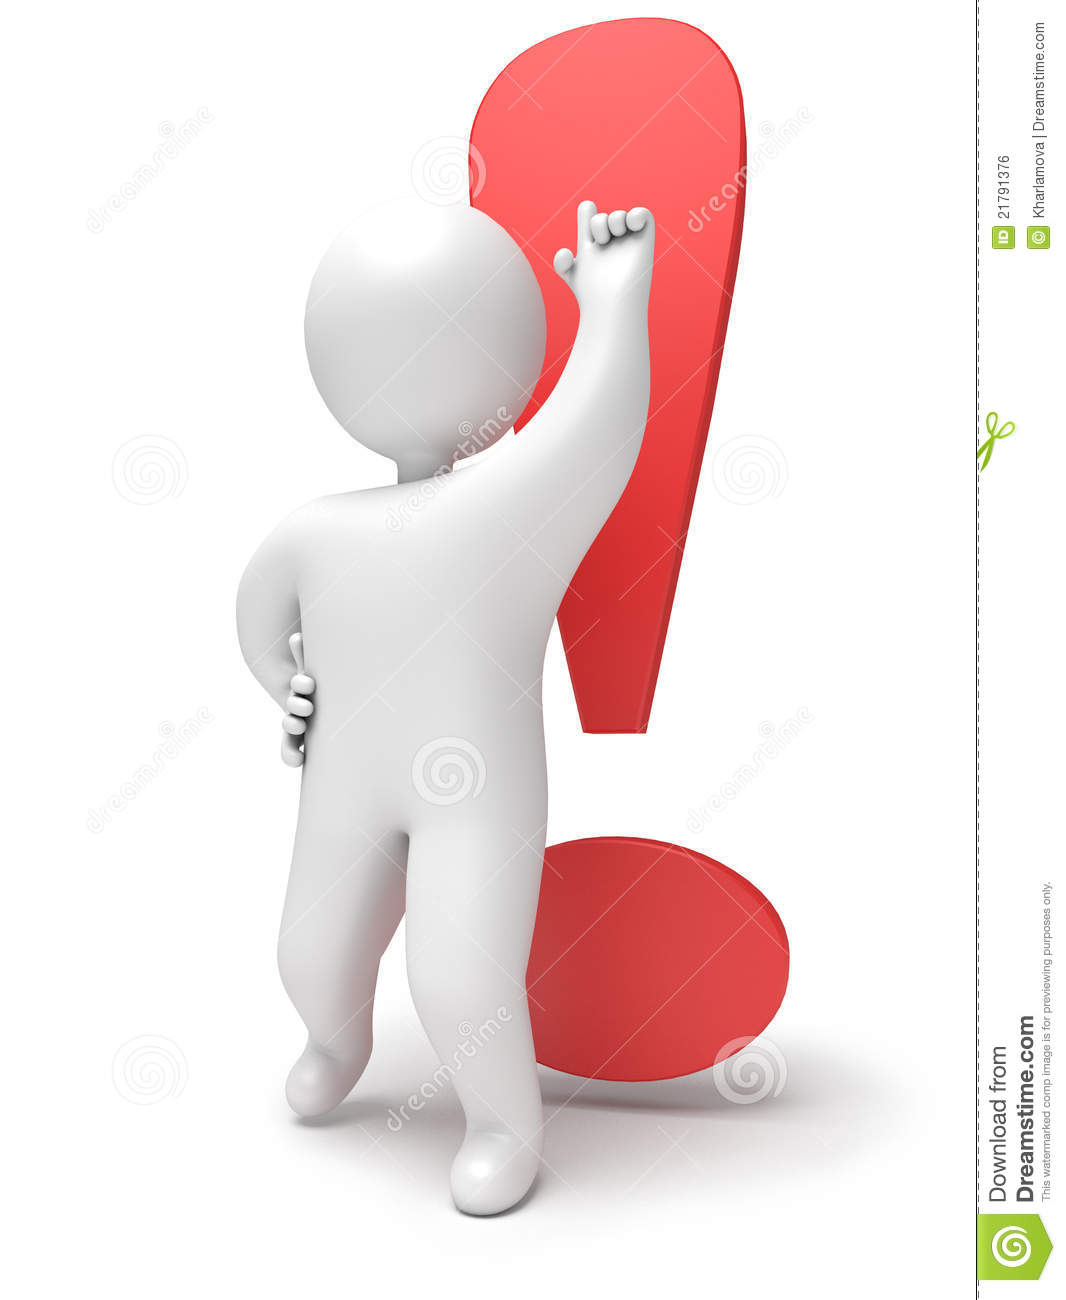 !
dreamstime
dreamstime
dreamstime
dreamstime
dreamstime
dreamstime
ID 21791376
© Kharlamova | Dreamstime.com
Download from
Dreamstime.com
This watermarked comp image is for previewing purposes only.